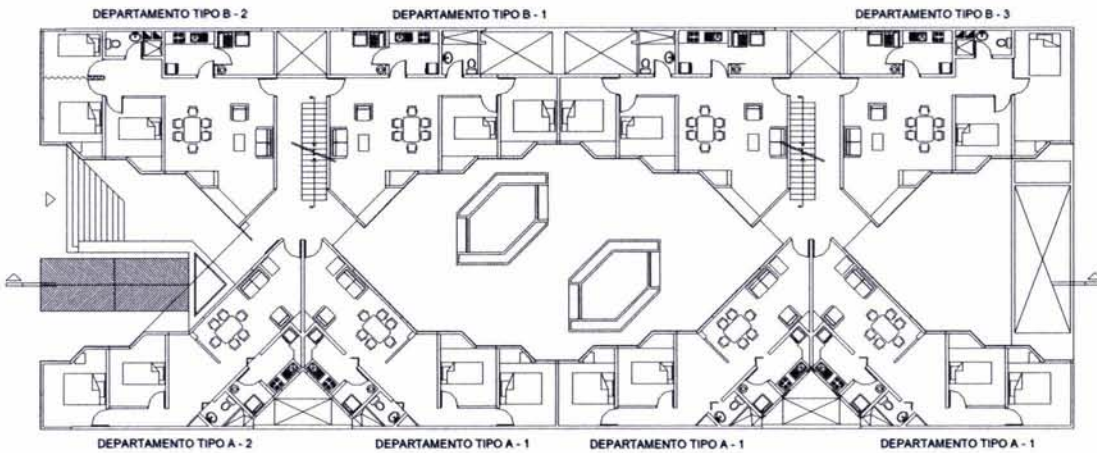 DEPARTAMENTO TIPO B - 2
DEPARTAMENTO TIPO B - 1
DEPARTAMENTO TIPO B - 3
DEPARTAMENTO TIPO A - 2
DEPARTAMENTO TIPO A - 1
DEPARTAMENTO TIPO A - 1
DEPARTAMENTO TIPO A - 1